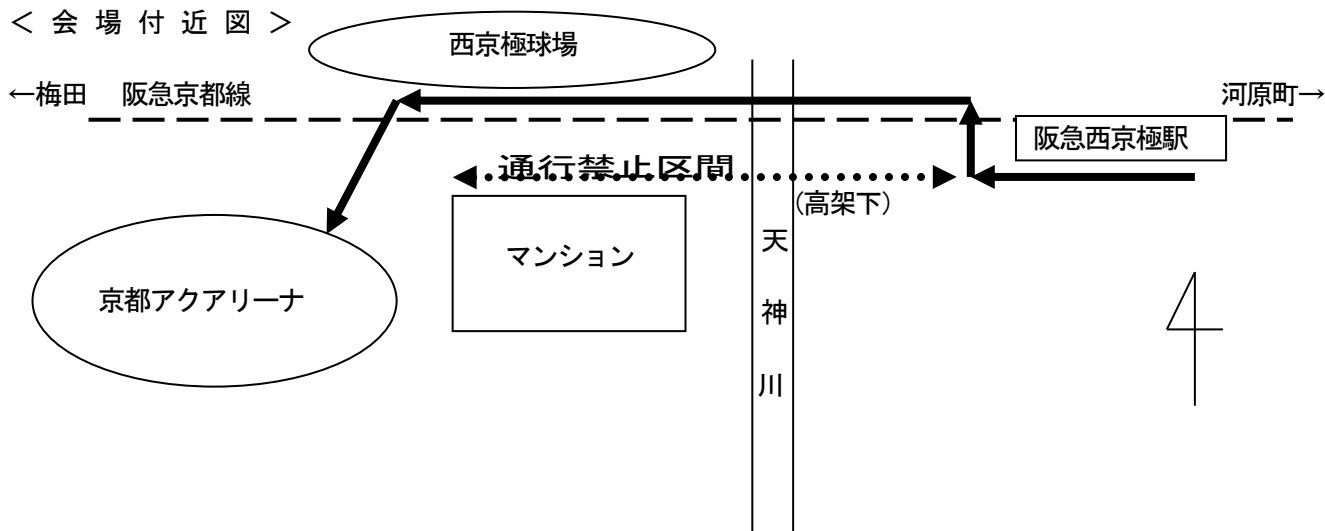 ＜ 会 場 付 近 図 ＞
西京極球場
←梅田　阪急京都線
河原町→
阪急西京極駅
通行禁止区間
(高架下)
マンション
天神川
京都アクアリーナ